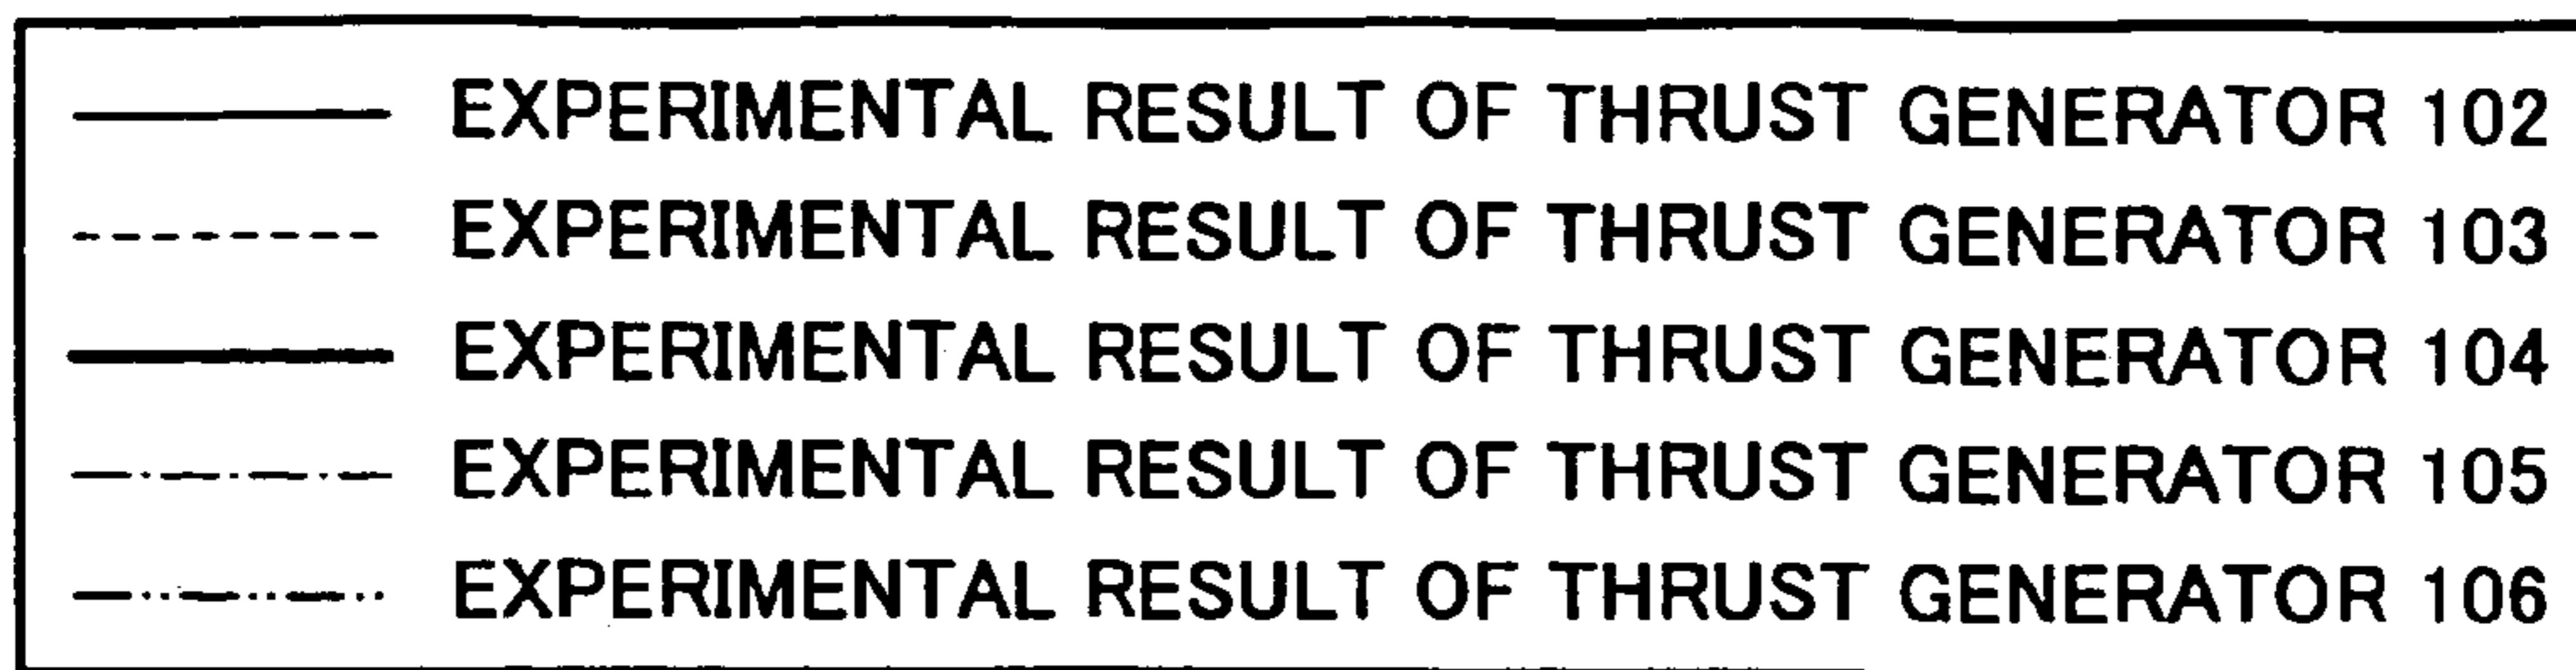 EXPERIMENTAL RESULT OF THRUST GENERATOR 102
EXPERIMENTAL RESULT OF THRUST GENERATOR 103
EXPERIMENTAL RESULT OF THRUST GENERATOR 104
EXPERIMENTAL RESULT OF THRUST GENERATOR 105
EXPERIMENTAL RESULT OF THRUST GENERATOR 106